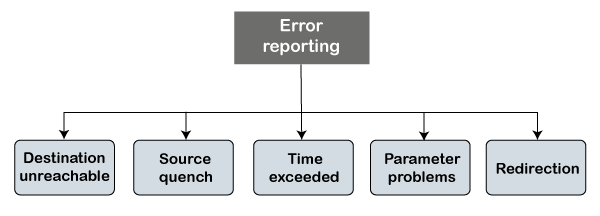 Error
reporting
Destination
unreachable
Source
quench
Time
exceeded
Parameter
problems
Redirection